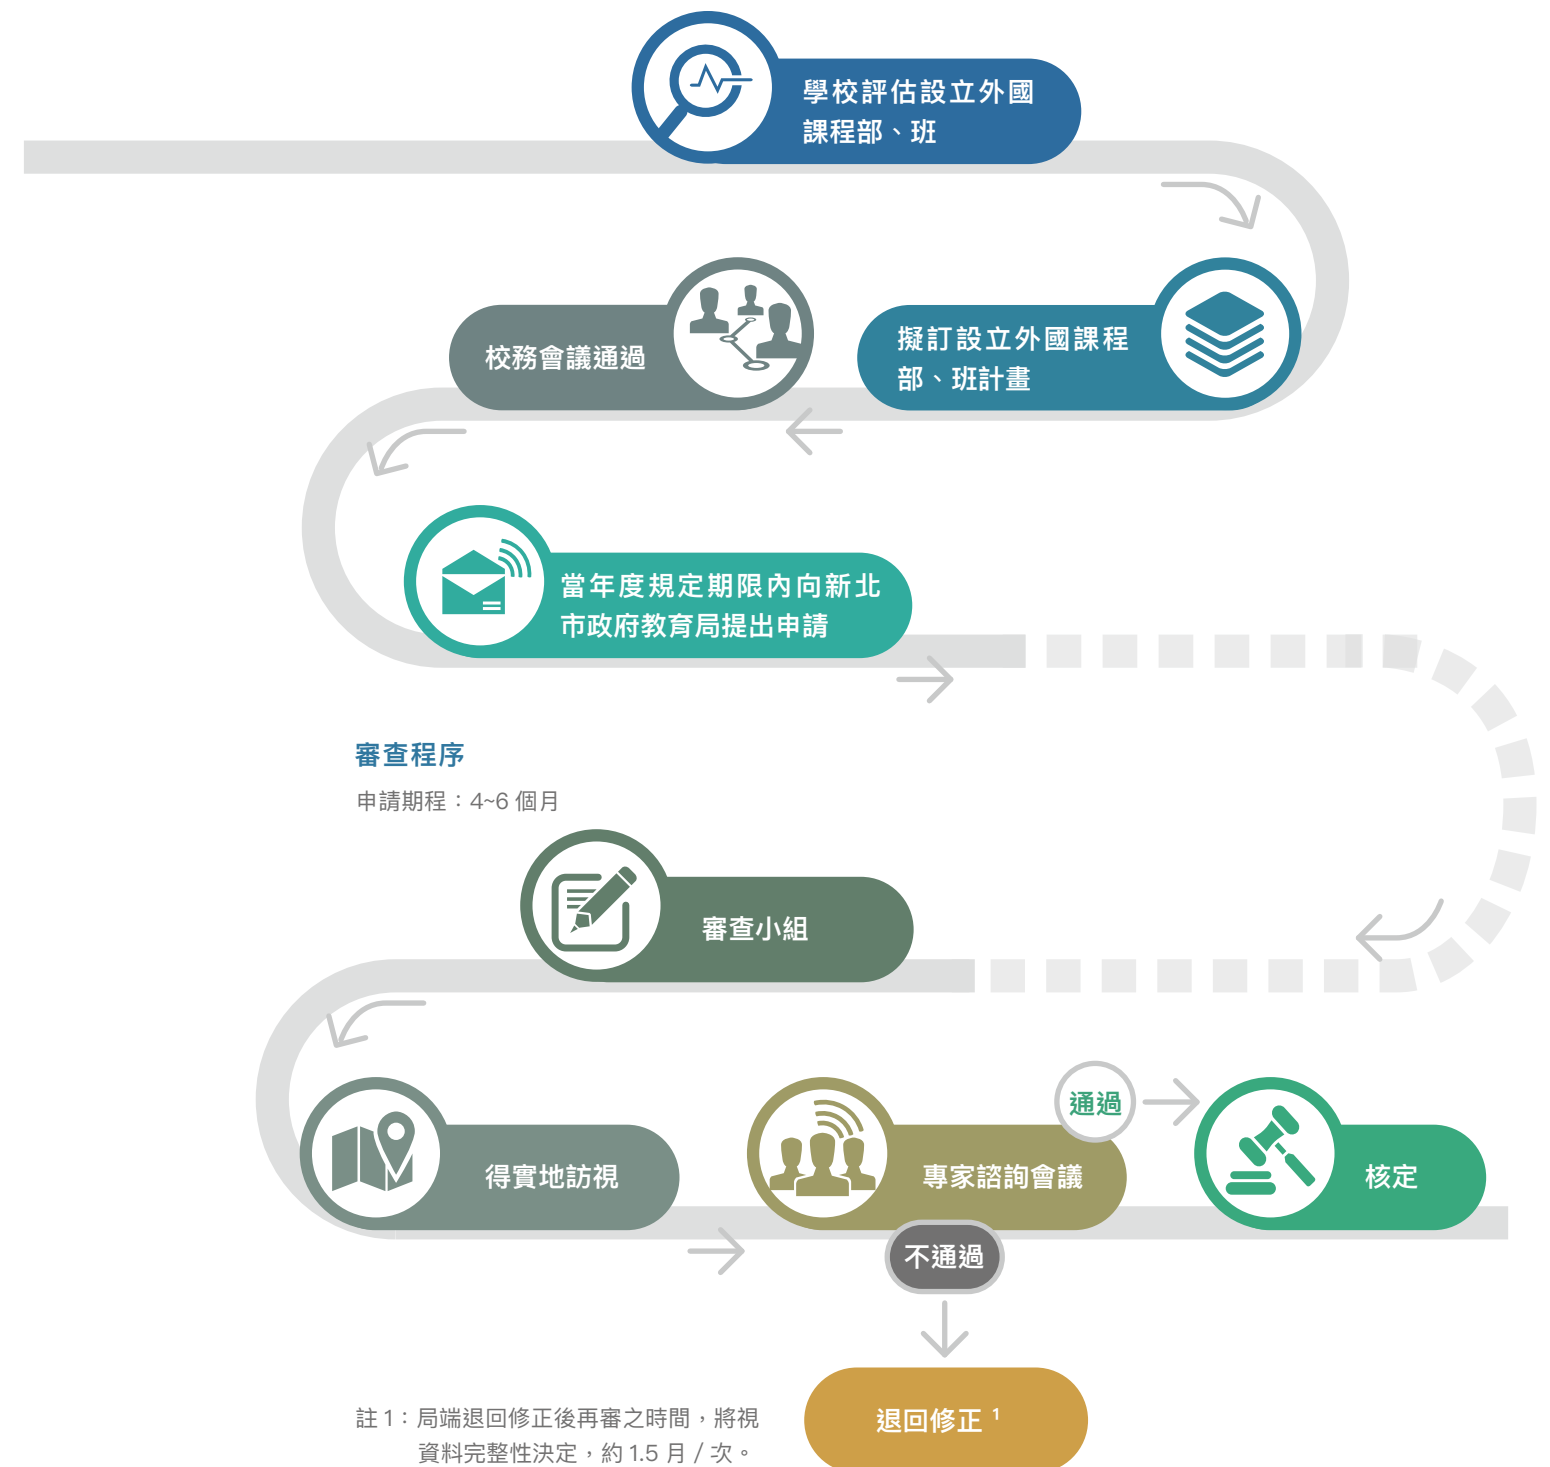 學校評估設立外國
課程部、班
校務會議通過
擬訂設立外國課程
部、班計畫
當年度規定期限內向新北
市政府教育局提出申請
審查程序
申請期程：4~6 個月
審查小組
得實地訪視
專家諮詢會議
通過
核定
不通過
退回修正 1
註 1：局端退回修正後再審之時間，將視
資料完整性決定，約 1.5 月 / 次。